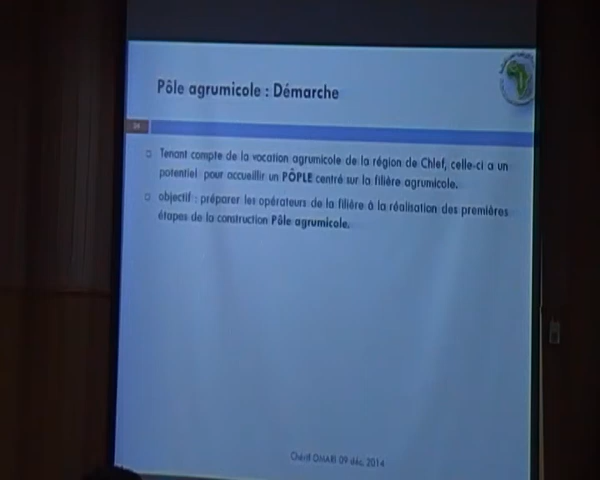 Pôle agrumicole : Démarche
Tenant compte de la vocation agrumicole de la région de Chlef, celle-ci a un
potentiel pour accueillir un PÔPLE centré sur la filière agrumicole.
objectif : préparer les opérateurs de la filière à la réalisation des premières
étapes de la construction Pôle agrumicole.
Chérif OMARI 09 déc. 2014